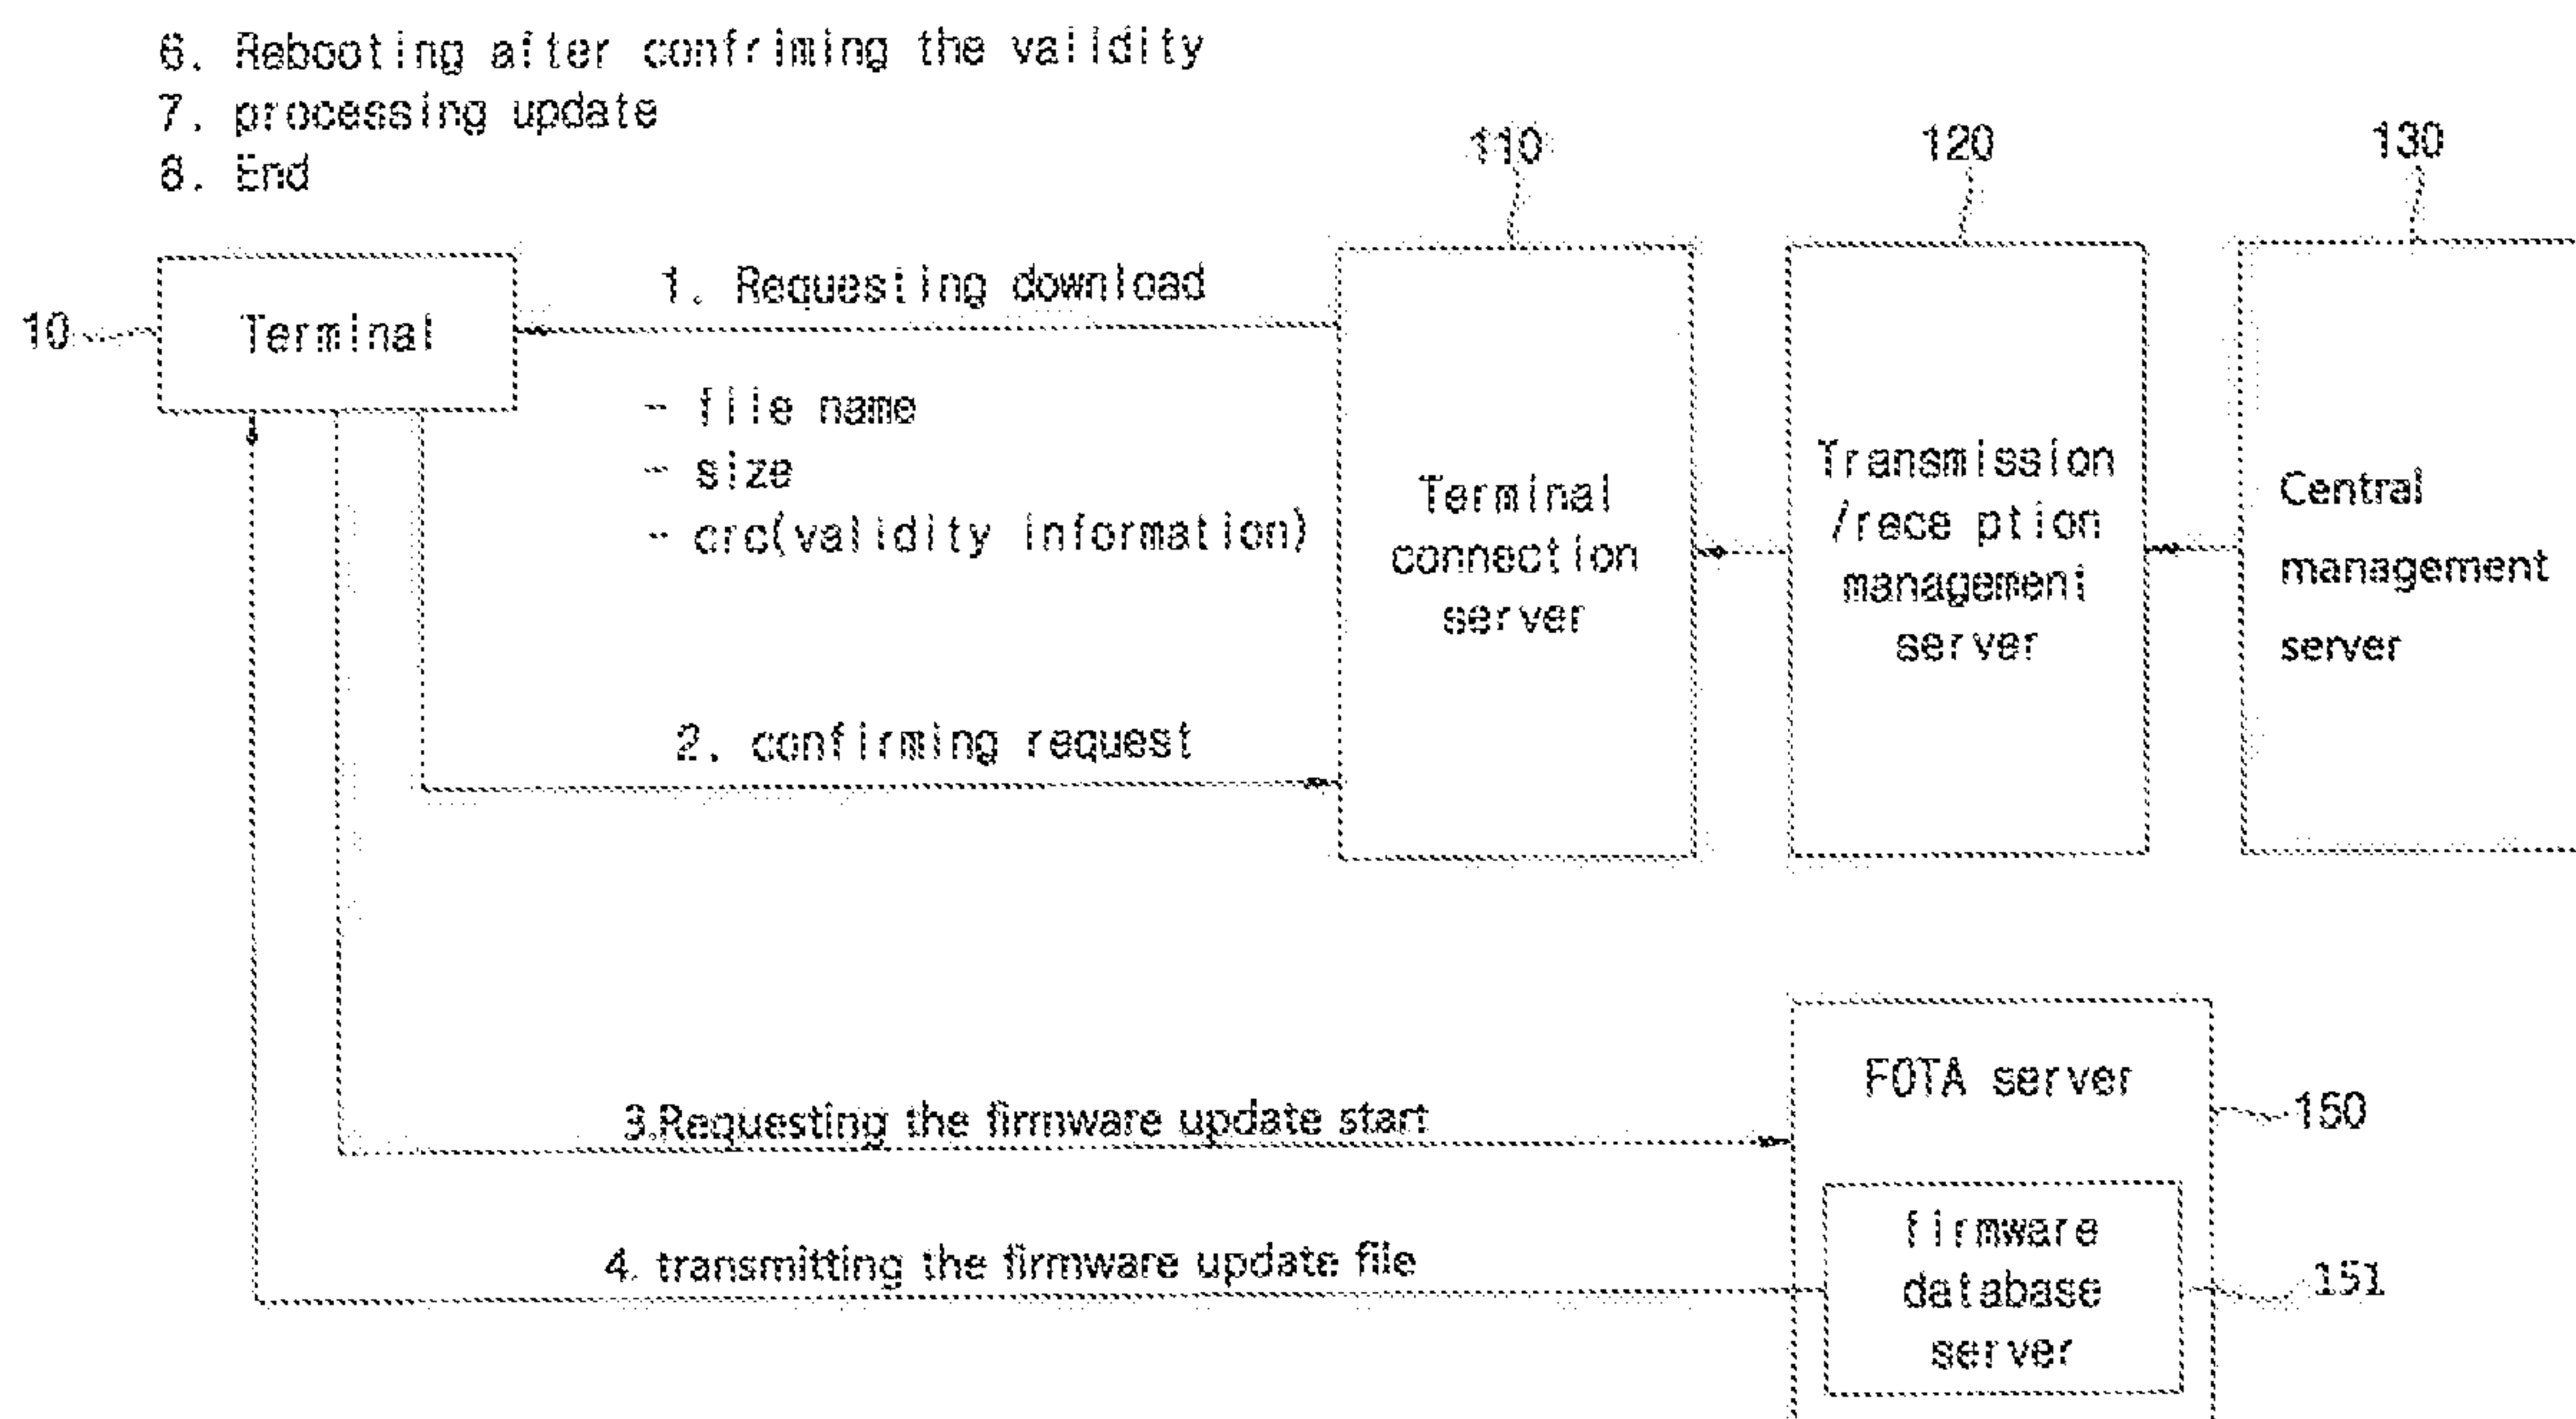 6. Rebooting after confriming the validity
7. processing update
8. End
110
120
130
10
Terminal
1. Requesting download
- file name
- size
- crc(validity information)
2. confirming request
Terminal
connection
server
Transmission
/rece ption
management
server
Central
management
server
3.Requesting the firmware update start
4. transmitting the firmware update file
FOTA server
150
firmware
database
server
151